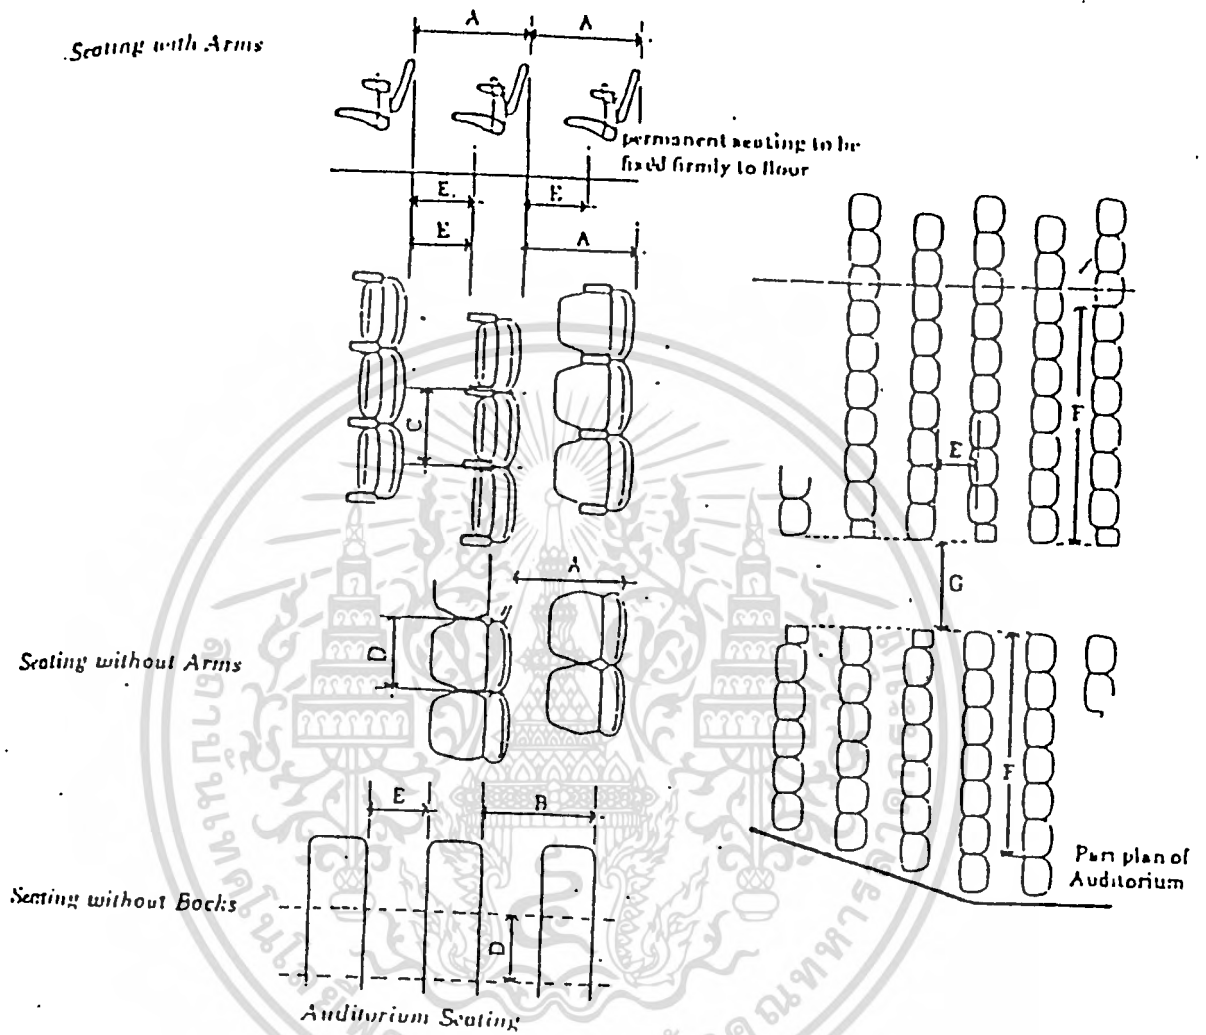 Seating with Arms
A A
permanent seating to be
fixed firmly to floor
E E
E A
C
A
Seating without Arms
D
E B
Seating without Backs
D
Auditorium Seating
F
E
G
F
Part plan of
Auditorium